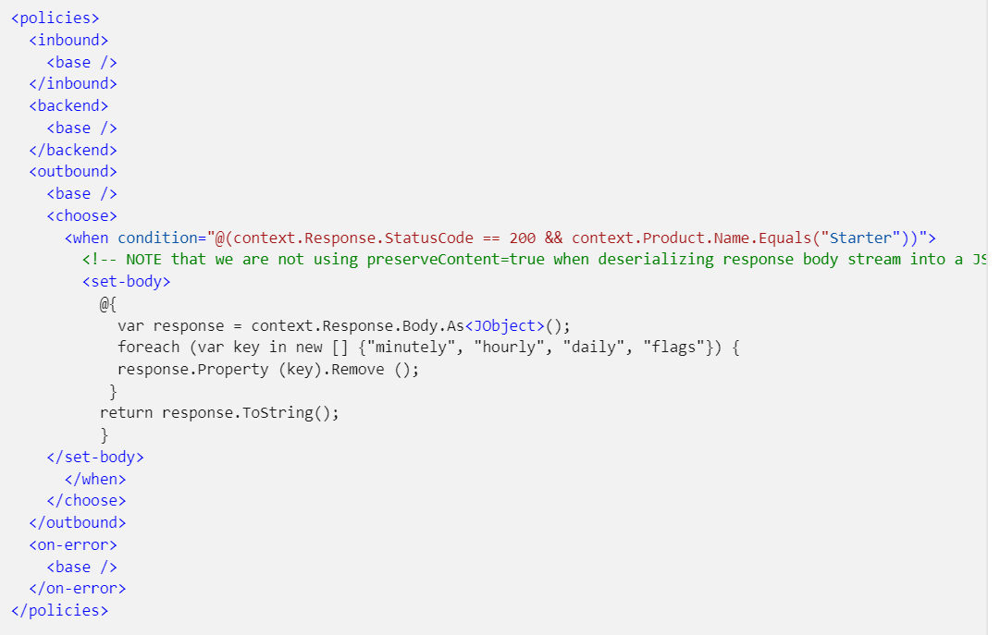 <policies>
<inbound>
<base />
</inbound>
<backend>
<base />
</backend>
<outbound>
<base />
<choose>
<when condition="@(context.Response.StatusCode == 200 && context.Product.Name.Equals("Starter"))">
<!-- NOTE that we are not using preserveContent=true when deserializing response body stream into a JS
<set-body>
@{
var response = context.Response.Body.As<JObject>();
foreach (var key in new [] {"minutely", "hourly", "daily", "flags"}) {
response.Property (key).Remove ();
}
return response.ToString();
}
</set-body>
</when>
</choose>
</outbound>
<on-error>
<base />
</on-error>
</policies>